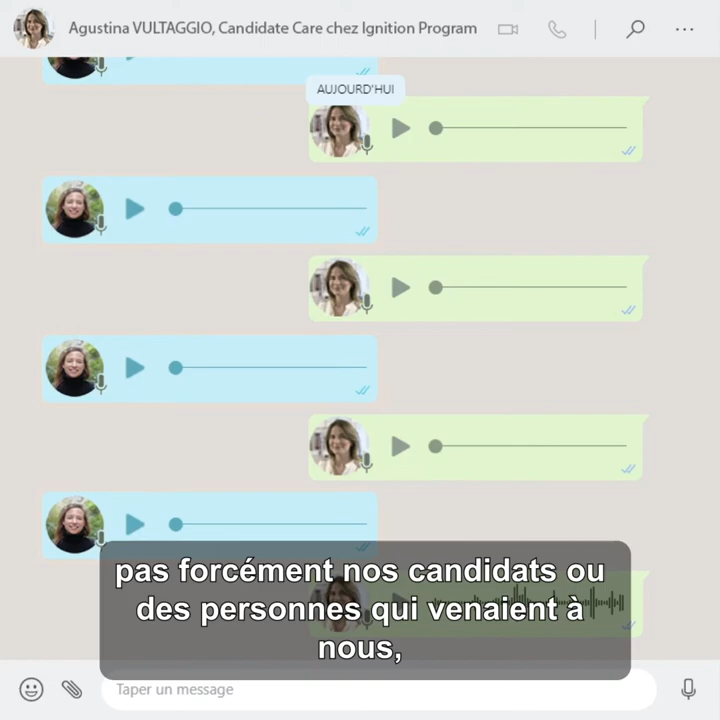 Agustina VULTAGGIO, Candidate Care chez Ignition Program
AUJOURD'HUI
pas forcément nos candidats ou
des personnes qui venaient à
nous,
Taper un message